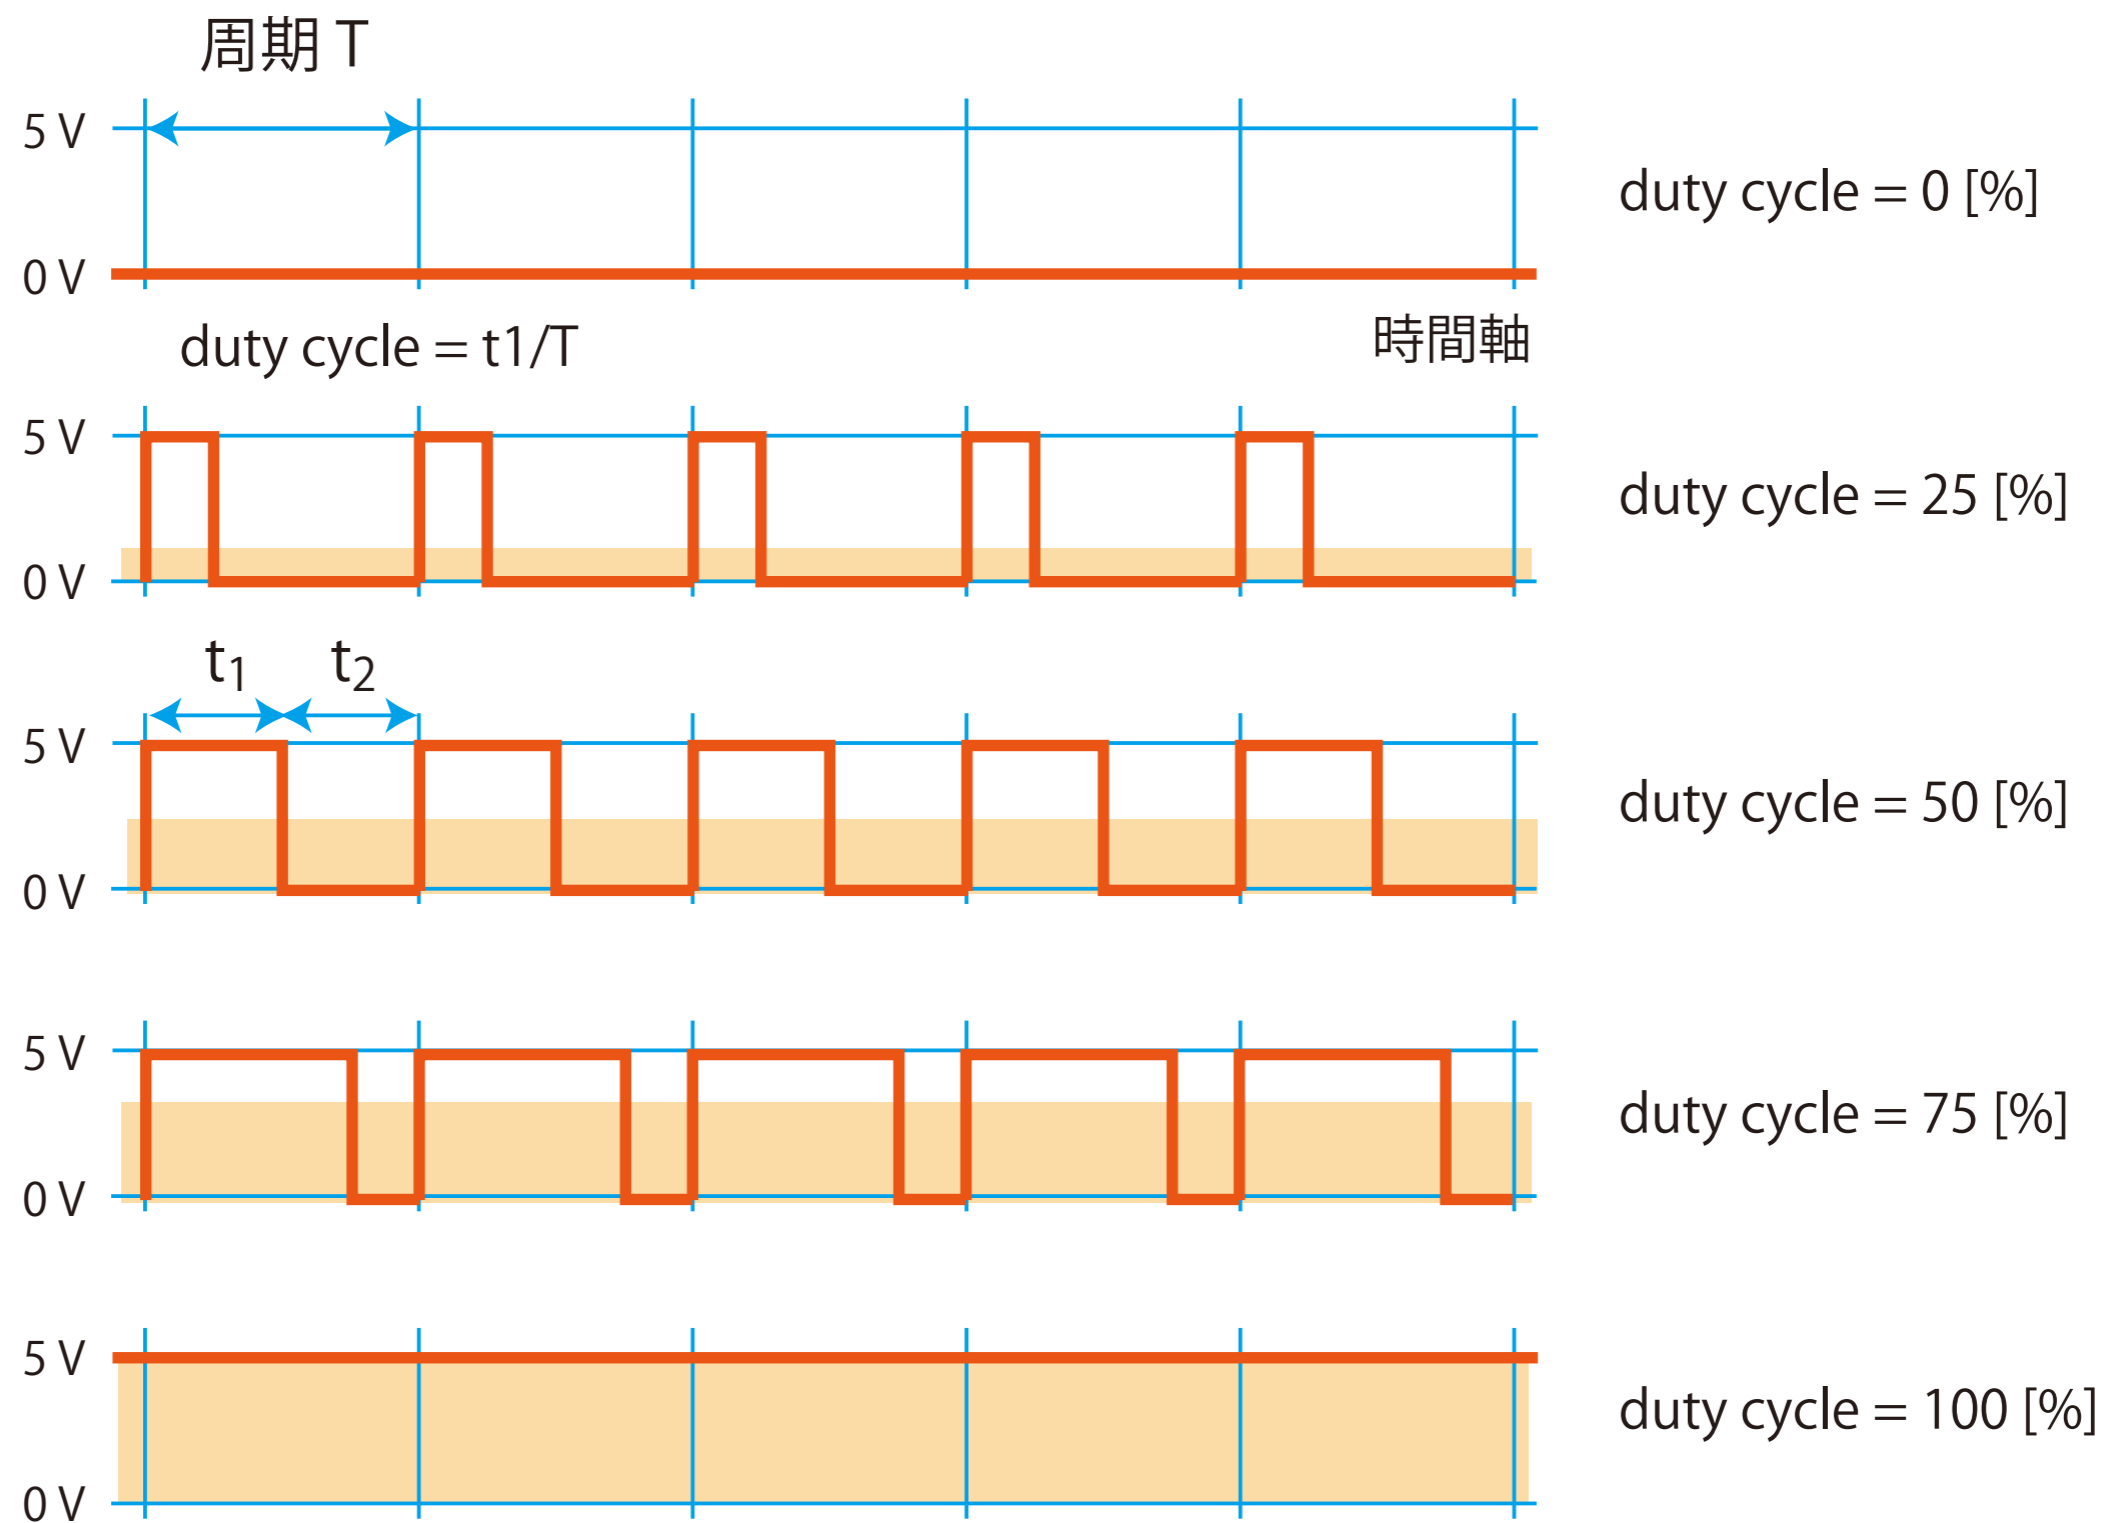 周期 T
5 V
duty cycle = 0 [%]
0 V
duty cycle = t1/T
時間軸
5 V
duty cycle = 25 [%]
0 V
t1 t2
5 V
duty cycle = 50 [%]
0 V
5 V
duty cycle = 75 [%]
0 V
5 V
duty cycle = 100 [%]
0 V